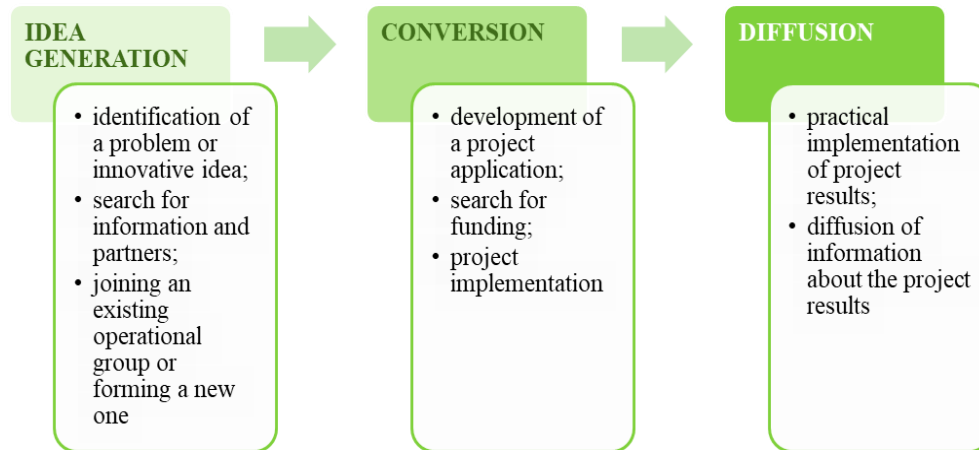 IDEA
GENERATION
• identification of
a problem or
innovative idea;
• search for
information and
partners;
• joining an
existing
operational
group or
forming a new
one
CONVERSION
• development of
a project
application;
• search for
funding;
• project
implementation
DIFFUSION
• practical
implementation
of project
results;
• diffusion of
information
about the project
results